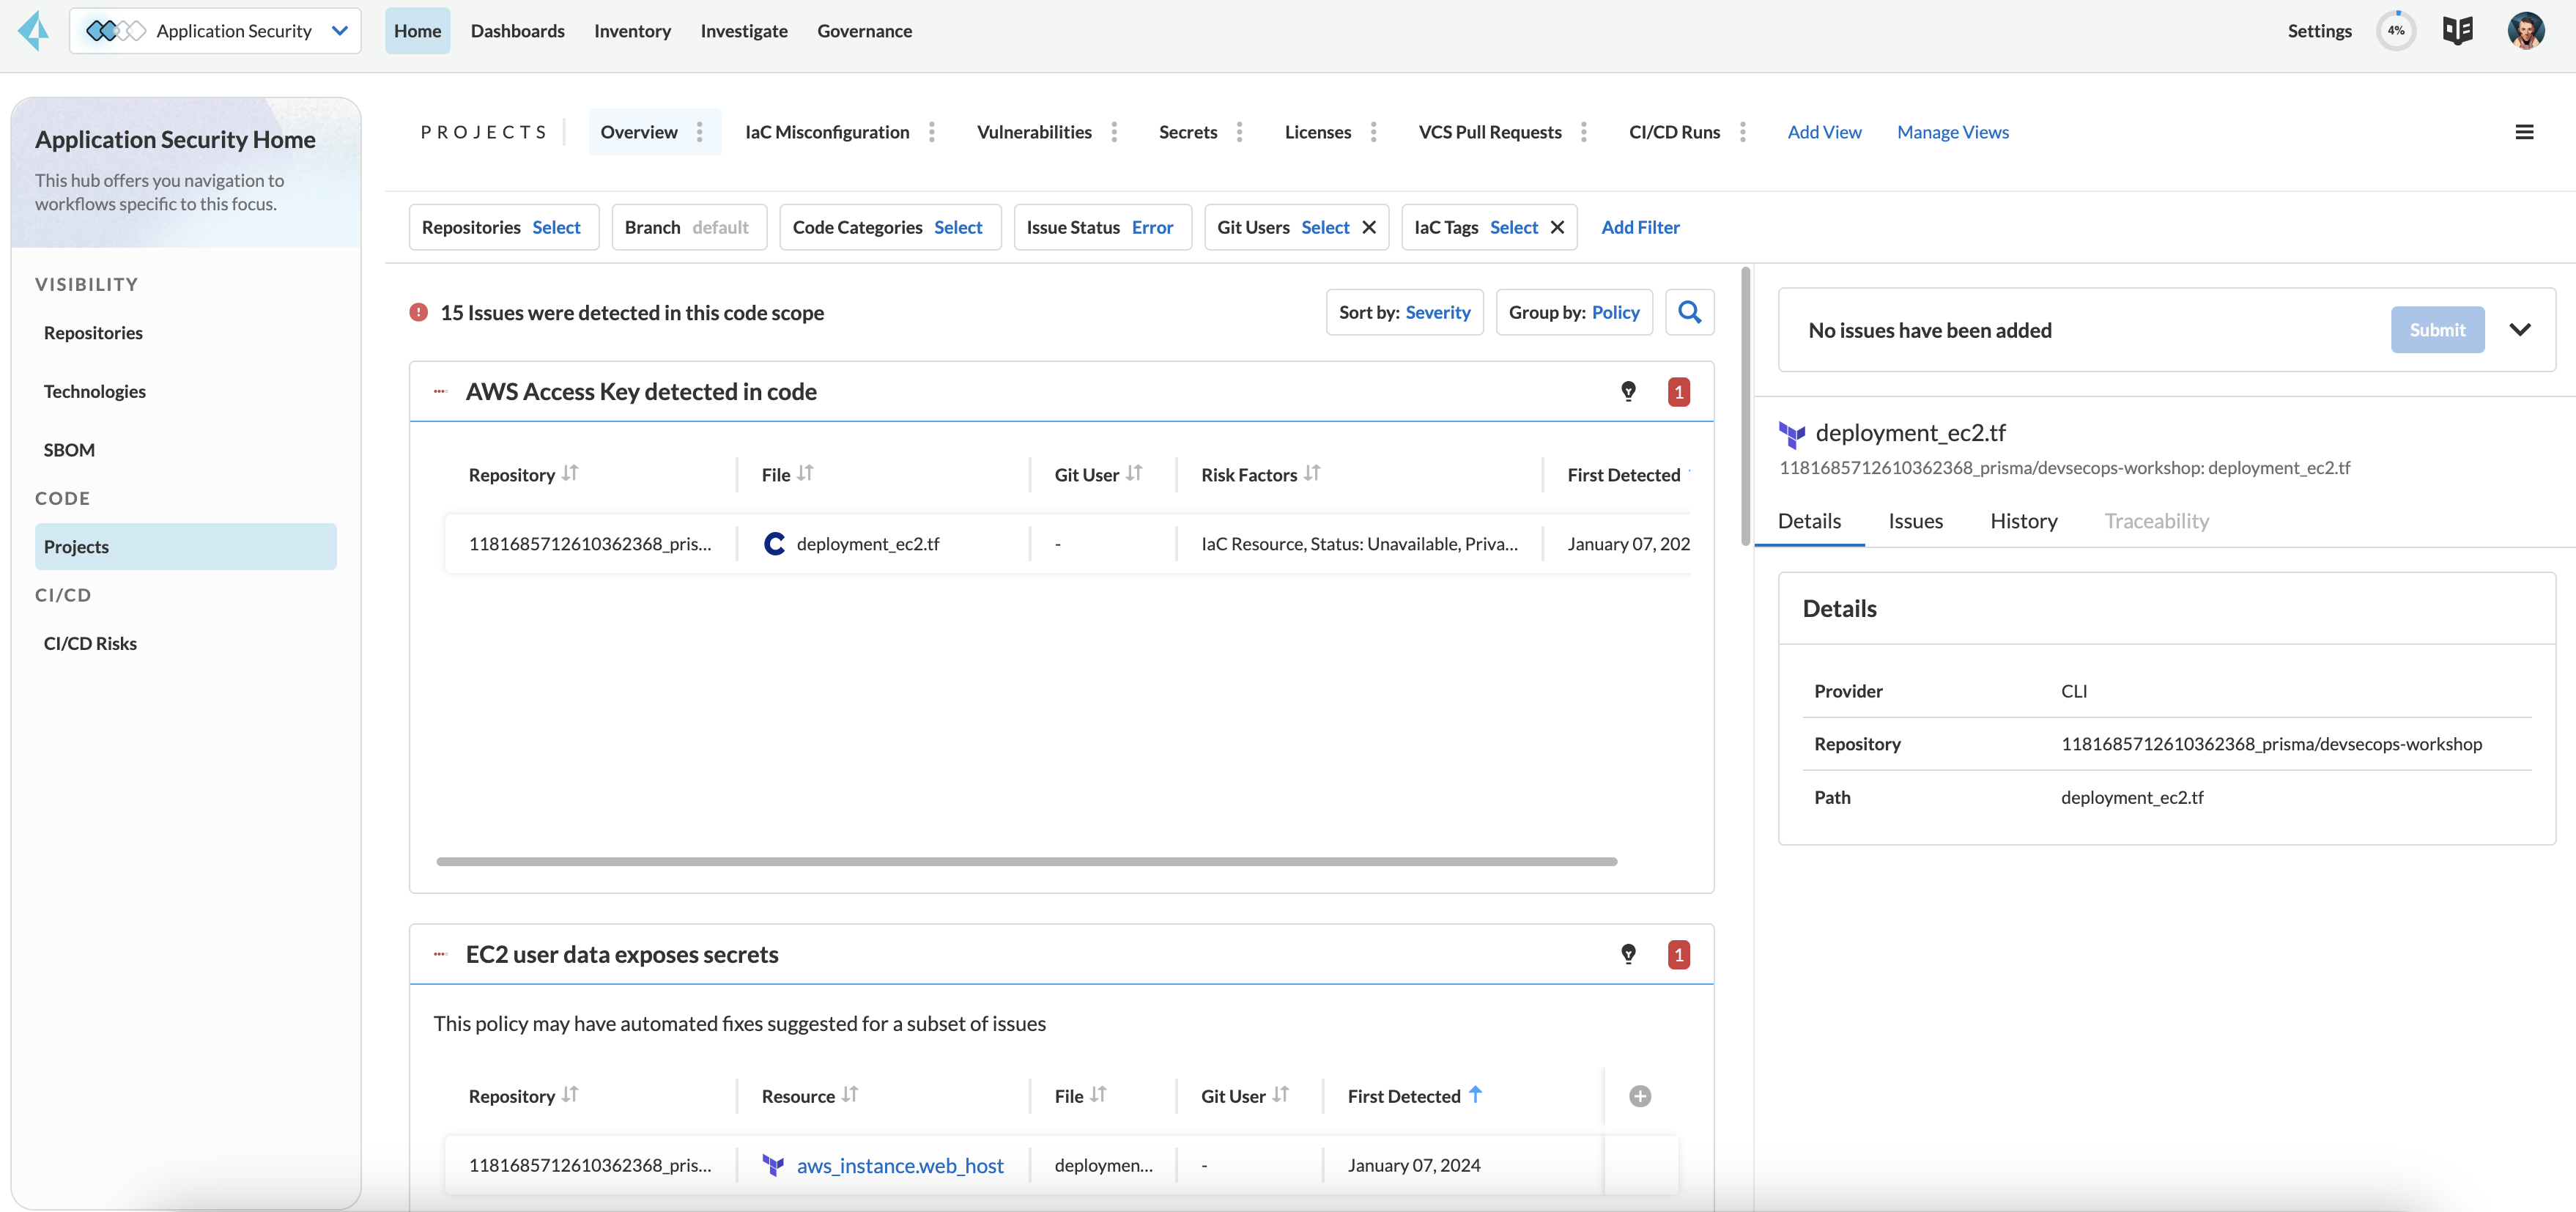 Application Security
Home
Dashboards
Inventory
Investigate
Governance
Settings
4%
Application Security Home
This hub offers you navigation to
workflows specific to this focus.
VISIBILITY
Repositories
Technologies
SBOM
CODE
Projects
CI/CD
CI/CD Risks
PROJECTS
Overview
IaC Misconfiguration
Vulnerabilities
Secrets
Licenses
VCS Pull Requests
CI/CD Runs
Add View
Manage Views
Repositories Select
Branch default
Code Categories Select
Issue Status Error
Git Users Select
IaC Tags Select
Add Filter
15 Issues were detected in this code scope
Sort by: Severity
Group by: Policy
AWS Access Key detected in code
1
Repository
File
Git User
Risk Factors
First Detected
1181685712610362368_pris...
deployment_ec2.tf
-
IaC Resource, Status: Unavailable, Priva...
January 07, 202
EC2 user data exposes secrets
1
This policy may have automated fixes suggested for a subset of issues
Repository
Resource
File
Git User
First Detected
1181685712610362368_pris...
aws_instance.web_host
deploymen...
-
January 07, 2024
No issues have been added
Submit
deployment_ec2.tf
1181685712610362368_prisma/devsecops-workshop: deployment_ec2.tf
Details
Issues
History
Traceability
Details
Provider
CLI
Repository
1181685712610362368_prisma/devsecops-workshop
Path
deployment_ec2.tf